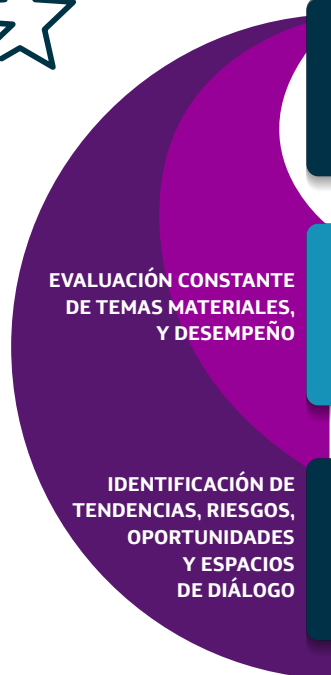 EVALUACIÓN CONSTANTE
DE TEMAS MATERIALES,
Y DESEMPEÑO
IDENTIFICACIÓN DE
TENDENCIAS, RIESGOS,
OPORTUNIDADES
Y ESPACIOS
DE DIÁLOGO